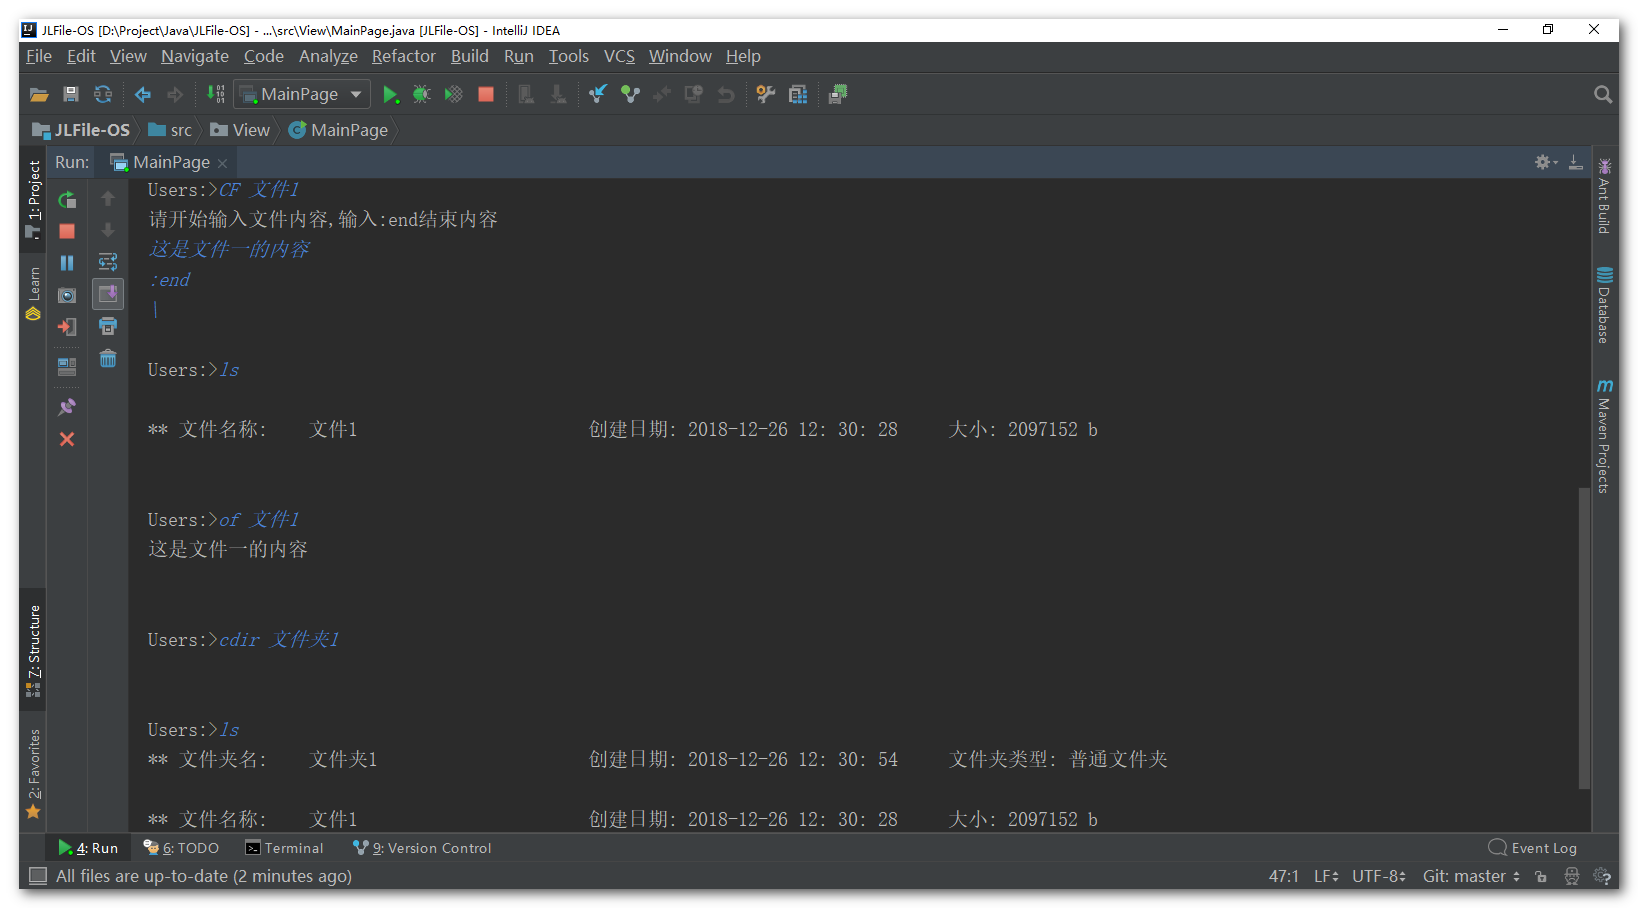 JLFile-OS [D:\Project\Java\JLFile-OS] - ...\src\View\MainPage.java [JLFile-OS] - IntelliJ IDEA
File Edit View Navigate Code Analyze Refactor Build Run Tools VCS Window Help
MainPage
JLFile-OS src View MainPage
Run: MainPage
1: Project
Learn
7: Structure
2: Favorites
Users:>CF 文件1
请开始输入文件内容,输入:end结束内容
这是文件一的内容
:end
\
Users:>ls
** 文件名称: 文件1 创建日期: 2018-12-26 12: 30: 28 大小: 2097152 b
Users:>of 文件1
这是文件一的内容
Users:>cdir 文件夹1
Users:>ls
** 文件夹名: 文件夹1 创建日期: 2018-12-26 12: 30: 54 文件夹类型: 普通文件夹
** 文件名称: 文件1 创建日期: 2018-12-26 12: 30: 28 大小: 2097152 b
Ant Build
Database
Maven Projects
4: Run 6: TODO Terminal 9: Version Control Event Log
All files are up-to-date (2 minutes ago) 47:1 LF UTF-8 Git: master